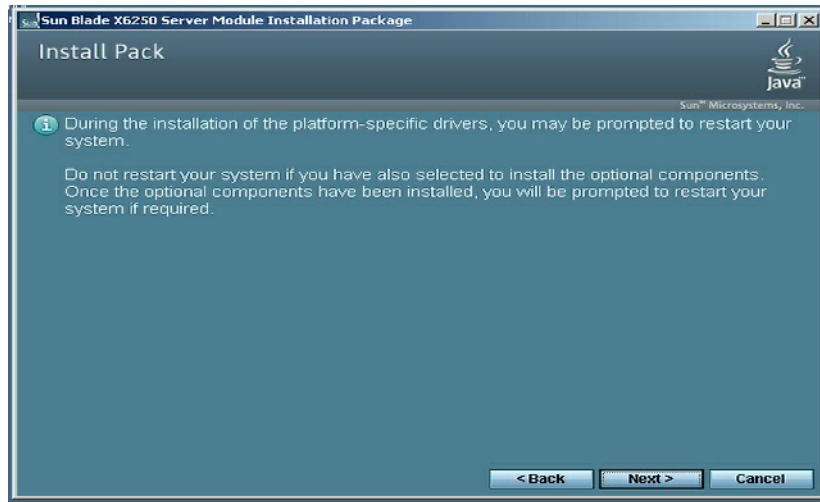 Sun Blade X6250 Server Module Installation Package
Install Pack
Java™
Sun™ Microsystems, Inc.
During the installation of the platform-specific drivers, you may be prompted to restart your
system.
Do not restart your system if you have also selected to install the optional components.
Once the optional components have been installed, you will be prompted to restart your
system if required.
< Back Next > Cancel